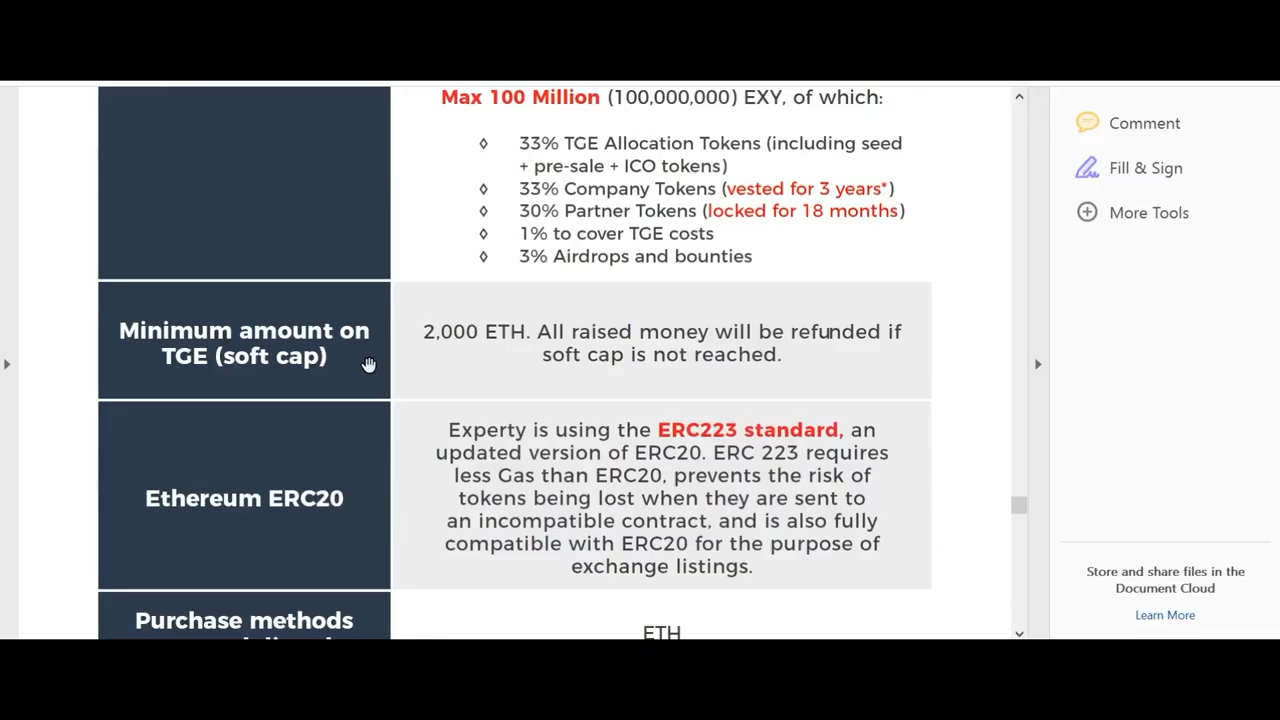 Max 100 Million (100,000,000) EXY, of which:
◊ 33% TGE Allocation Tokens (including seed
+ pre-sale + ICO tokens)
◊ 33% Company Tokens (vested for 3 years*)
◊ 30% Partner Tokens (locked for 18 months)
◊ 1% to cover TGE costs
◊ 3% Airdrops and bounties
Minimum amount on
TGE (soft cap)
2,000 ETH. All raised money will be refunded if
soft cap is not reached.
Ethereum ERC20
Experty is using the ERC223 standard, an
updated version of ERC20. ERC 223 requires
less Gas than ERC20, prevents the risk of
tokens being lost when they are sent to
an incompatible contract, and is also fully
compatible with ERC20 for the purpose of
exchange listings.
Purchase methods
ETH
Comment
Fill & Sign
More Tools
Store and share files in the
Document Cloud
Learn More